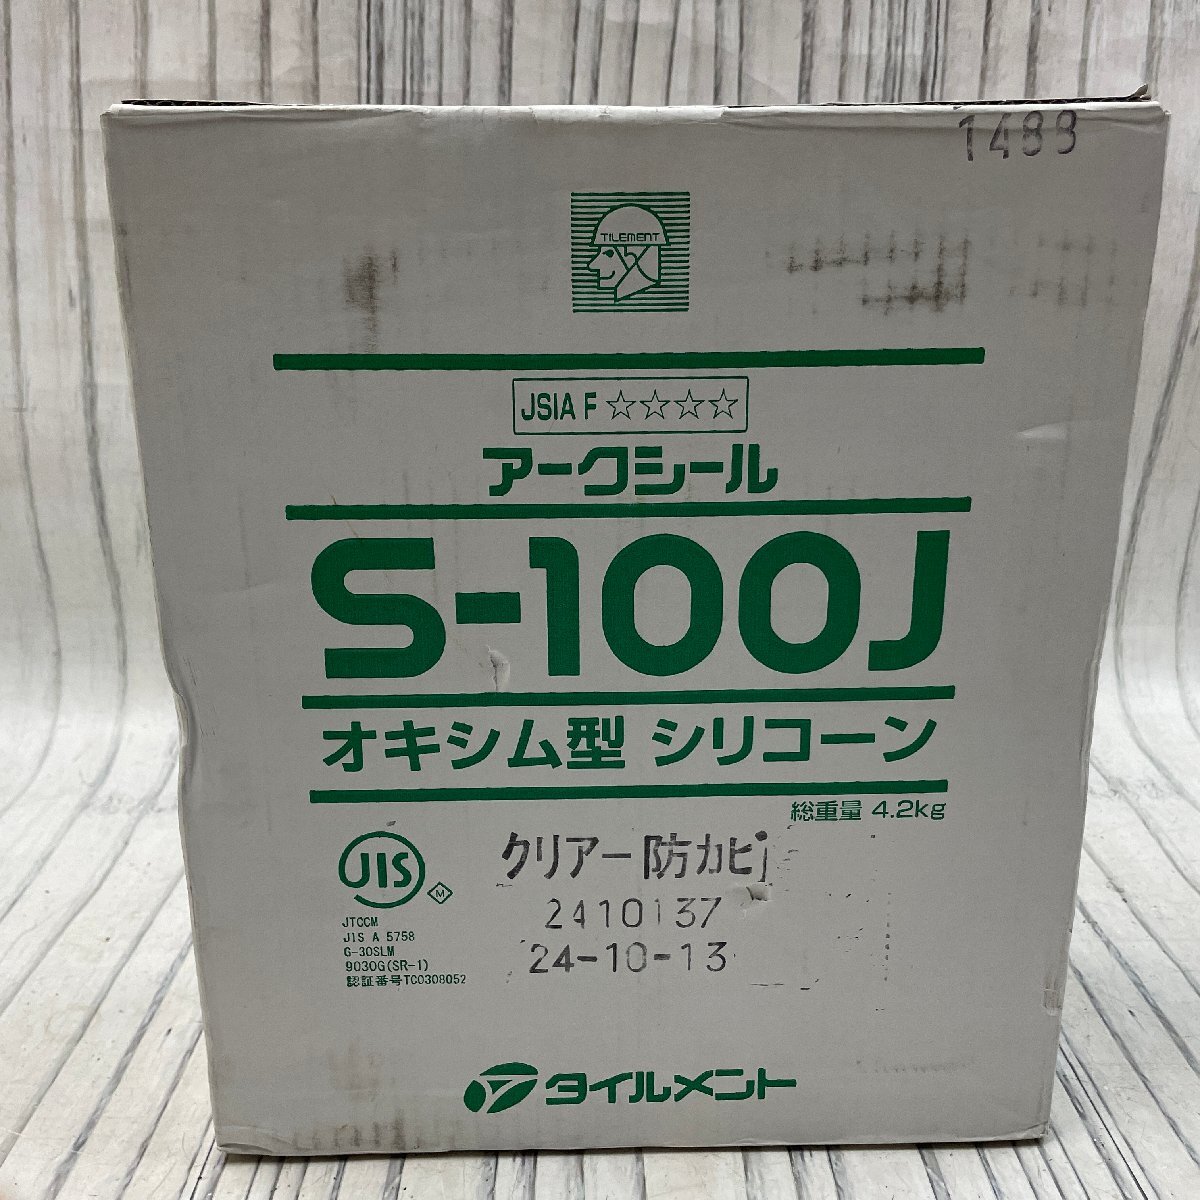 1488
TILEMENT
JSIA F ☆☆☆☆
アークシール
S-100J
オキシム型 シリコーン
総重量 4.2kg
JIS
M
クリアー防カビ
JTCCM
JIS A 5758
G-30SLM
9030G(SR-1)
認証番号TC0308052
2410137
24-10-13
タイルメント